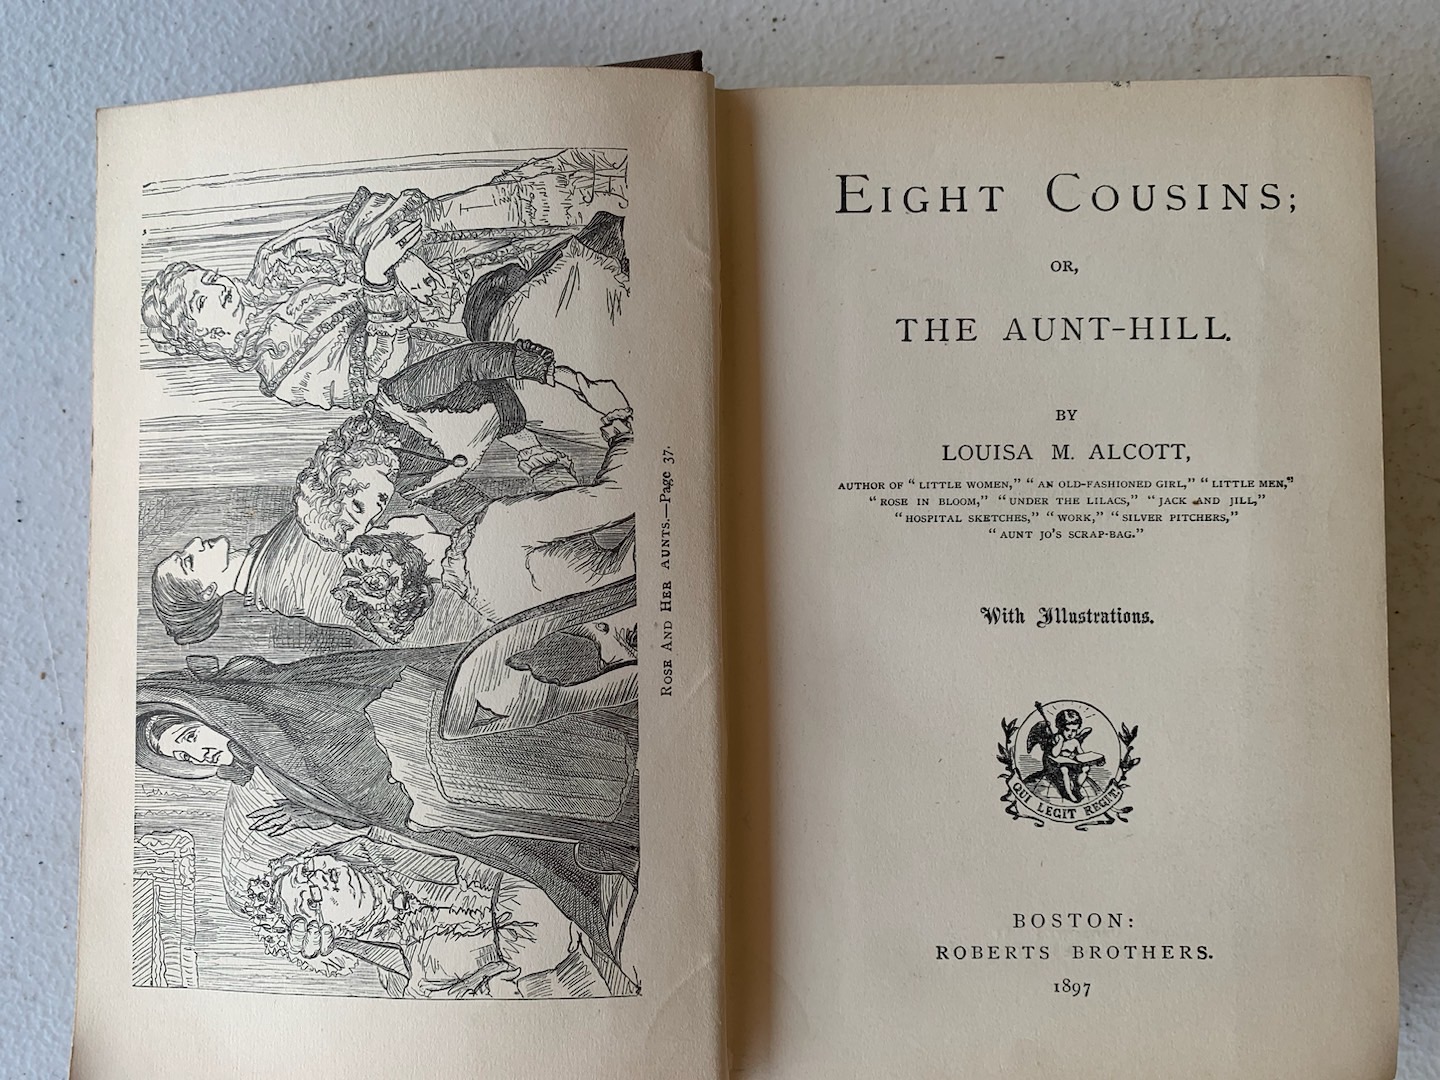 ROSE AND HER AUNTS.—Page 37.
EIGHT COUSINS;
OR,
THE AUNT-HILL.
BY
LOUISA M. ALCOTT,
AUTHOR OF “ LITTLE WOMEN,” “ AN OLD-FASHIONED GIRL,” “ LITTLE MEN,”
“ ROSE IN BLOOM,” “ UNDER THE LILACS,” “ JACK AND JILL,”
“ HOSPITAL SKETCHES,” “ WORK,” “ SILVER PITCHERS,”
“ AUNT JO’S SCRAP-BAG.”
With Illustrations.
QUI LEGIT REGIT
BOSTON:
ROBERTS BROTHERS.
1897